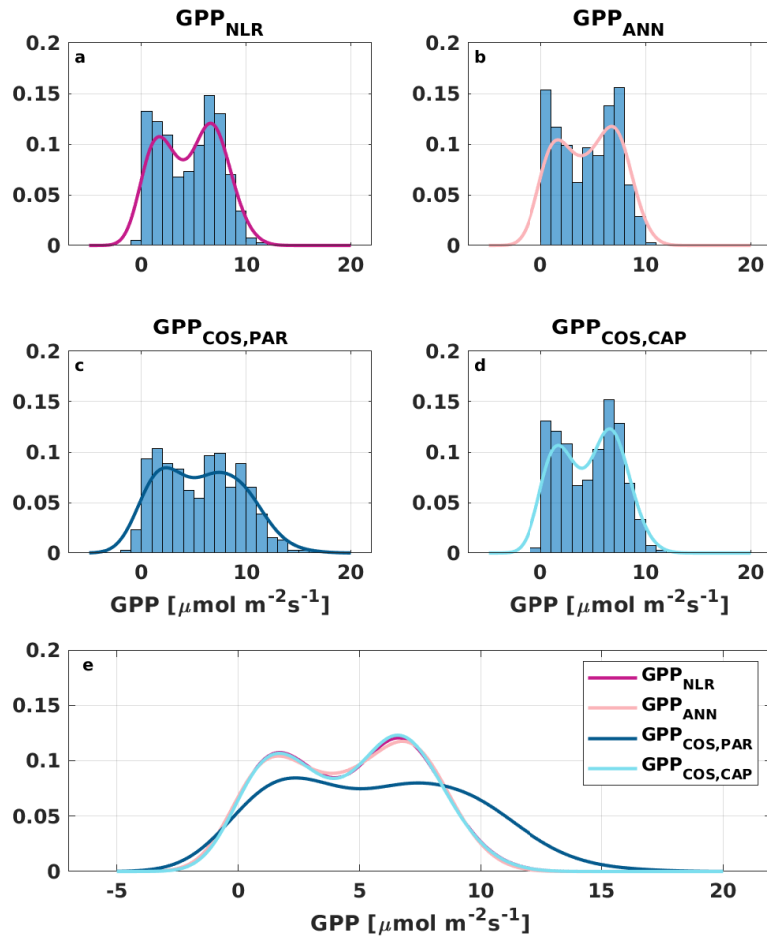 GPP_NLR
GPP_ANN
a
0.2
0.15
0.1
0.05
0
0 10 20
b
0.2
0.15
0.1
0.05
0
0 10 20
GPP_COS,PAR
GPP_COS,CAP
c
0.2
0.15
0.1
0.05
0
0 10 20
GPP [μmol m⁻²s⁻¹]
d
0.2
0.15
0.1
0.05
0
0 10 20
GPP [μmol m⁻²s⁻¹]
e
0.2
0.15
0.1
0.05
0
GPP_NLR
GPP_ANN
GPP_COS,PAR
GPP_COS,CAP
-5 0 5 10 15 20
GPP [μmol m⁻²s⁻¹]